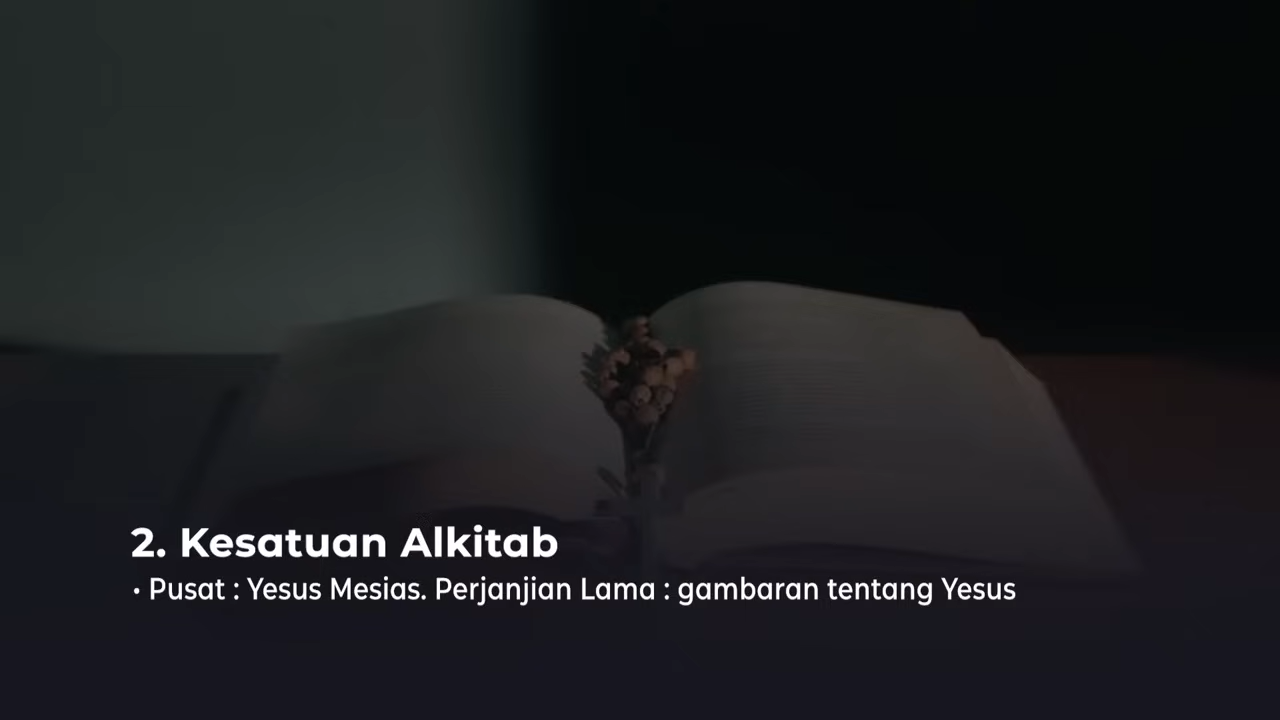 2. Kesatuan Alkitab
• Pusat : Yesus Mesias. Perjanjian Lama : gambaran tentang Yesus